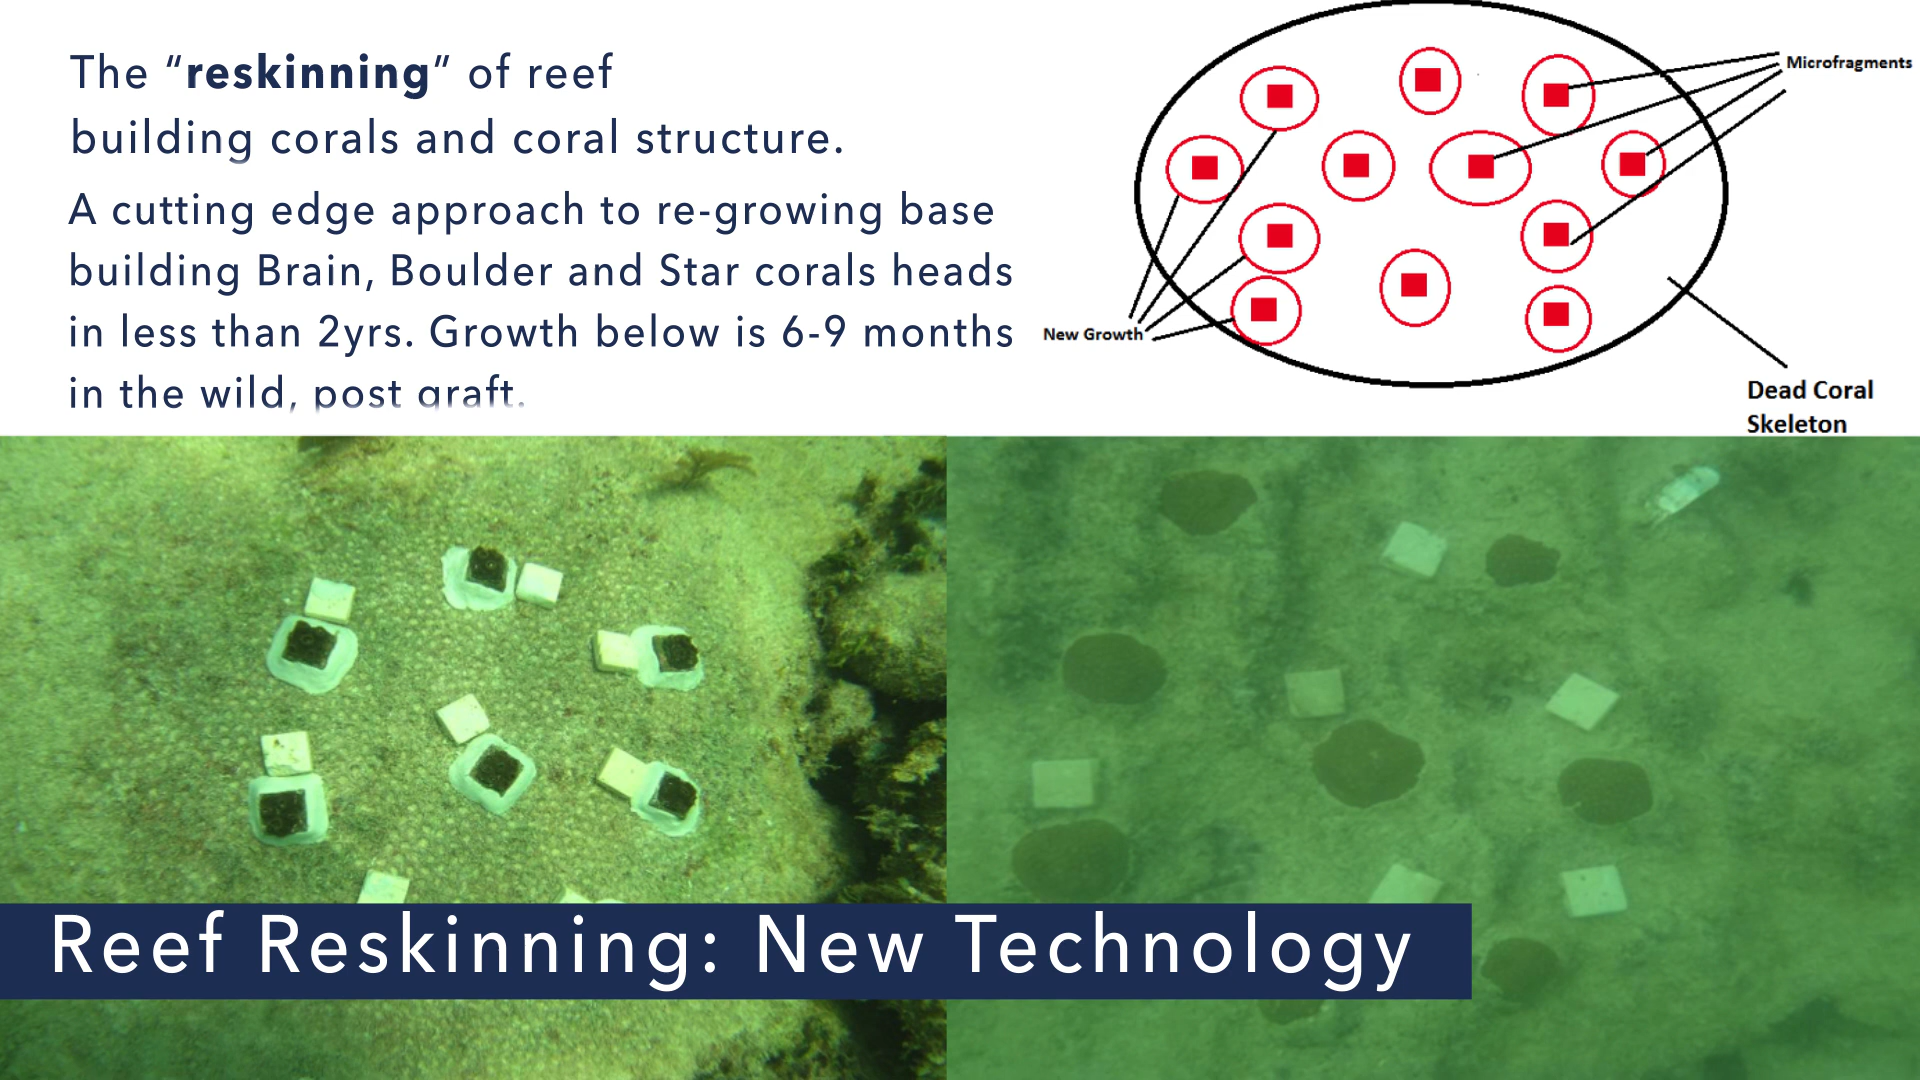 The “reskinning” of reef
building corals and coral structure.
A cutting edge approach to re-growing base
building Brain, Boulder and Star corals heads
in less than 2yrs. Growth below is 6-9 months
in the wild, post graft.
Microfragments
New Growth
Dead Coral
Skeleton
Reef Reskinning: New Technology